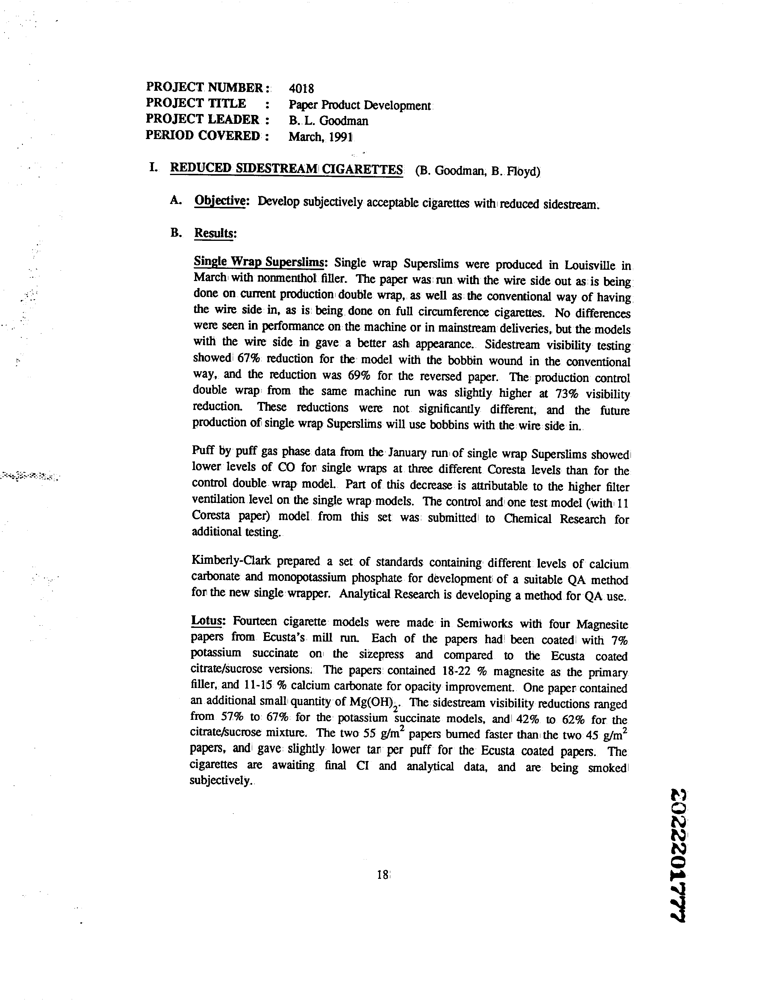 PROJECT NUMBER: 4018
PROJECT TITLE : Paper Product Development
PROJECT LEADER : B. L. Goodman
PERIOD COVERED : March, 1991
I. REDUCED SIDESTREAM CIGARETTES (B. Goodman, B. Floyd)
A. Objective: Develop subjectively acceptable cigarettes with reduced sidestream.
B. Results:
Single Wrap Superslims: Single wrap Superslims were produced in Louisville in
March with nonmenthol filler. The paper was run with the wire side out as is being
done on current production double wrap, as well as the conventional way of having
the wire side in, as is being done on full circumference cigarettes. No differences
were seen in performance on the machine or in mainstream deliveries, but the models
with the wire side in gave a better ash appearance. Sidestream visibility testing
showed 67% reduction for the model with the bobbin wound in the conventional
way, and the reduction was 69% for the reversed paper. The production control
double wrap from the same machine run was slightly higher at 73% visibility
reduction. These reductions were not significantly different, and the future
production of single wrap Superslims will use bobbins with the wire side in.
Puff by puff gas phase data from the January run of single wrap Superslims showed
lower levels of CO for single wraps at three different Coresta levels than for the
control double wrap model. Part of this decrease is attributable to the higher filter
ventilation level on the single wrap models. The control and one test model (with 11
Coresta paper) model from this set was submitted to Chemical Research for
additional testing.
Kimberly-Clark prepared a set of standards containing different levels of calcium
carbonate and monopotassium phosphate for development of a suitable QA method
for the new single wrapper. Analytical Research is developing a method for QA use.
Lotus: Fourteen cigarette models were made in Semiworks with four Magnesite
papers from Ecusta's mill run. Each of the papers had been coated with 7%
potassium succinate on the sizepress and compared to the Ecusta coated
citrate/sucrose versions. The papers contained 18-22 % magnesite as the primary
filler, and 11-15 % calcium carbonate for opacity improvement. One paper contained
an additional small quantity of Mg(OH)₂. The sidestream visibility reductions ranged
from 57% to 67% for the potassium succinate models, and 42% to 62% for the
citrate/sucrose mixture. The two 55 g/m² papers burned faster than the two 45 g/m²
papers, and gave slightly lower tar per puff for the Ecusta coated papers. The
cigarettes are awaiting final CI and analytical data, and are being smoked
subjectively.
18
2022201777